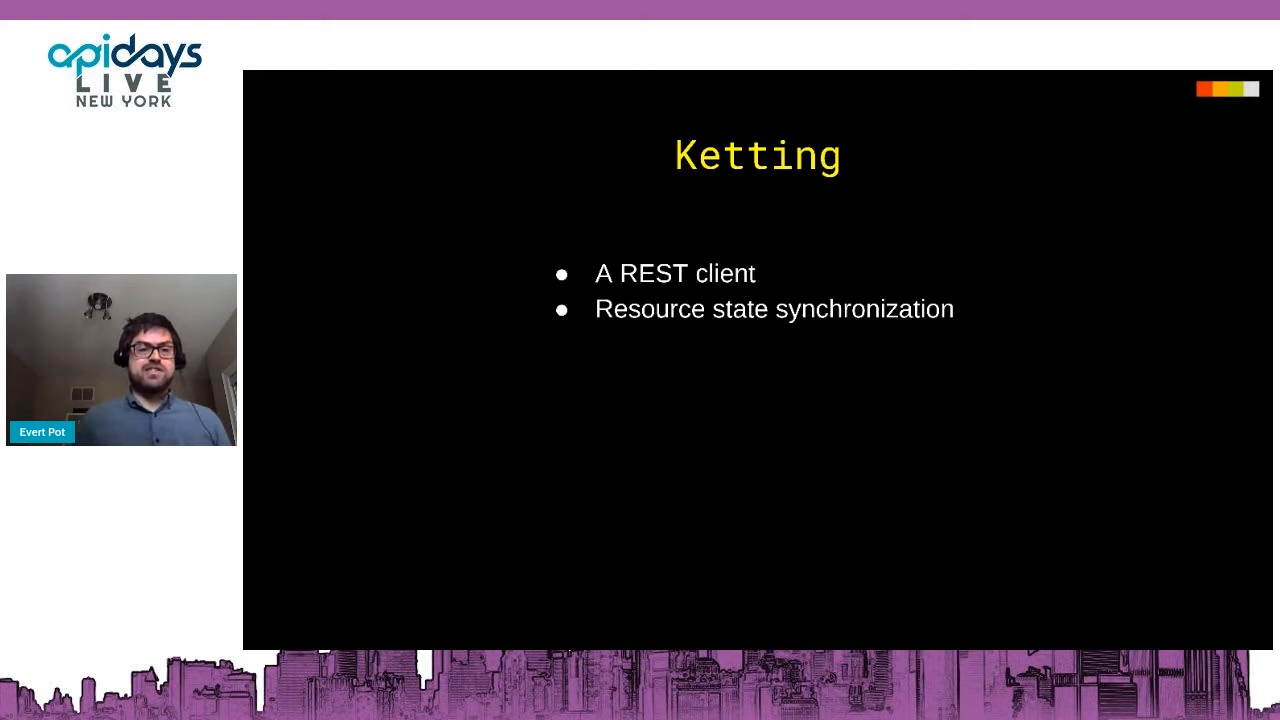 apidays
LIVE
NEW YORK
Ketting
● A REST client
● Resource state synchronization
Evert Pot